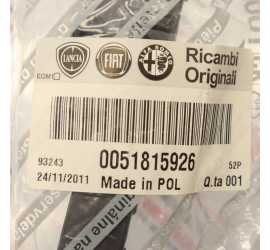 LANCIA FIAT ALFA ROMEO
Ricambi
Originali
93243 0051815926 52P
24/11/2011 Made in POL Q.ta 001